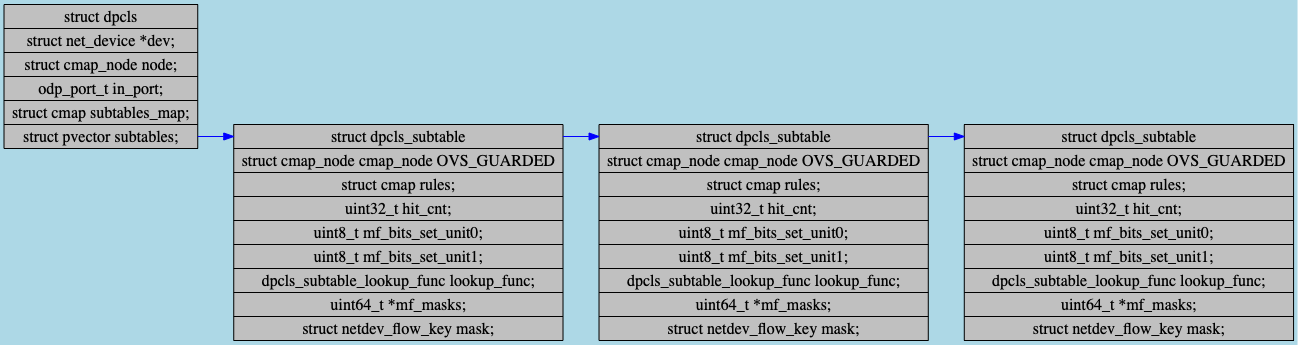 struct dpcls
struct net_device *dev;
struct cmap_node node;
odp_port_t in_port;
struct cmap subtables_map;
struct pvector subtables;
struct dpcls_subtable
struct cmap_node cmap_node OVS_GUARDED
struct cmap rules;
uint32_t hit_cnt;
uint8_t mf_bits_set_unit0;
uint8_t mf_bits_set_unit1;
dpcls_subtable_lookup_func lookup_func;
uint64_t *mf_masks;
struct netdev_flow_key mask;
struct dpcls_subtable
struct cmap_node cmap_node OVS_GUARDED
struct cmap rules;
uint32_t hit_cnt;
uint8_t mf_bits_set_unit0;
uint8_t mf_bits_set_unit1;
dpcls_subtable_lookup_func lookup_func;
uint64_t *mf_masks;
struct netdev_flow_key mask;
struct dpcls_subtable
struct cmap_node cmap_node OVS_GUARDED
struct cmap rules;
uint32_t hit_cnt;
uint8_t mf_bits_set_unit0;
uint8_t mf_bits_set_unit1;
dpcls_subtable_lookup_func lookup_func;
uint64_t *mf_masks;
struct netdev_flow_key mask;